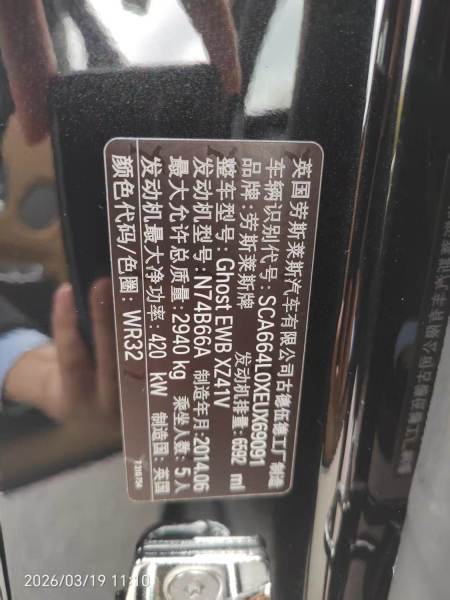 英国劳斯莱斯汽车有限公司古德伍德工厂 制造
车辆识别代号: SCA664L0XEUX69091
品牌: 劳斯莱斯牌 发动机排量: 6592 ml
整车型号: Ghost EWB XZ41V
发动机型号: N74B66A 制造年月: 2014.06
最大允许总质量: 2940 kg 乘坐人数: 5 人
发动机最大净功率: 420 kW 制造国: 英国
颜色代码/色圈: WR32
2026/03/19 11:10